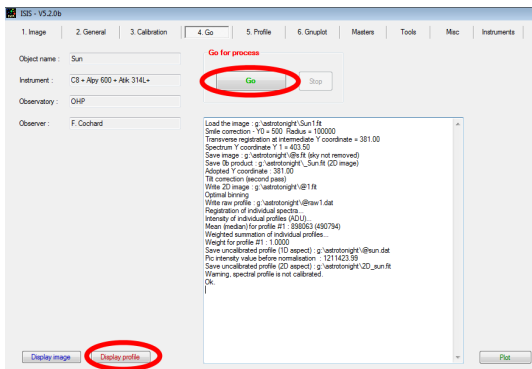 ISIS - V5.2.0b
1. Image 2. General 3. Calibration 4. Go 5. Profile 6. Gnuplot Masters Tools Misc Instruments
Object name : Sun
Instrument : C8 + Alpy 600 + Atik 314L+
Observatory : OHP
Observer : F. Cochard
Go for process
Go Stop
Load the image : g:\astrotonight\Sun1.fit
Smile correction - Y0 = 500 Radius = 100000
Transverse registration at intermediate Y coordinate = 381.00
Spectrum Y coordinate Y 1 = 403.50
Save image : g:\astrotonight\@s.fit (sky not removed)
Save 0b product : g:\astrotonight\_Sun.fit (2D image)
Adopted Y coordinate : 381.00
Tilt correction (second pass)
Write 2D image : g:\astrotonight\@1.fit
Optimal binning
Write raw profile : g:\astrotonight\@raw1.dat
Registration of individual spectra...
Intensity of individual profiles (ADU)...
Mean (median) for profile #1 : 898063 (490794)
Weighted summation of individual profiles...
Weight for profile #1 : 1.0000
Save uncalibrated profile (1D aspect) : g:\astrotonight\@sun.dat
Pic intensity value before normalisation : 1211423.99
Save uncalibrated profile (2D aspect) : g:\astrotonight\2D_sun.fit
Warning, spectral profile is not calibrated.
Ok.
Display image Display profile Plot